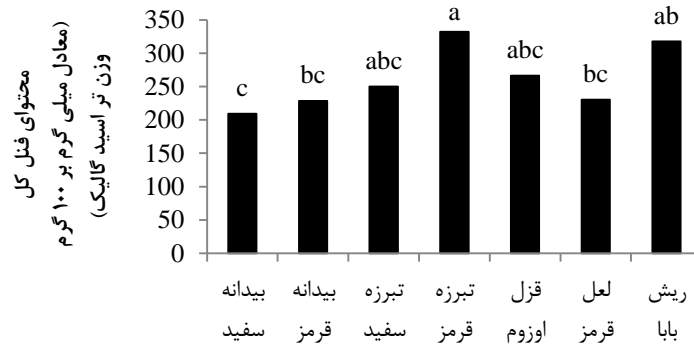 محتوای فنل کل
(معادل میلی گرم بر ۱۰۰ گرم
وزن تر اسید گالیک)
350
300
250
200
150
100
50
0
c
bc
abc
a
abc
bc
ab
بیدانه
سفید
بیدانه
قرمز
تبرزه
سفید
تبرزه
قرمز
قزل
اوزوم
لعل
قرمز
ریش
بابا